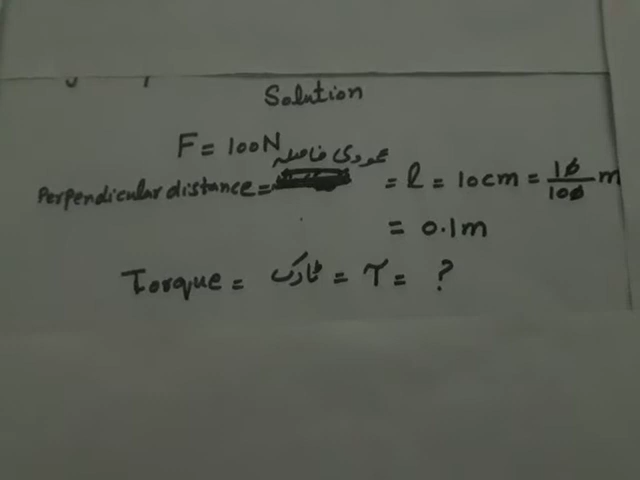 Solution
F = 100N
عمودی فاصلہ
Perpendicular distance = = l = 10cm = 10/100 m
= 0.1m
Torque = ٹارک = τ = ?